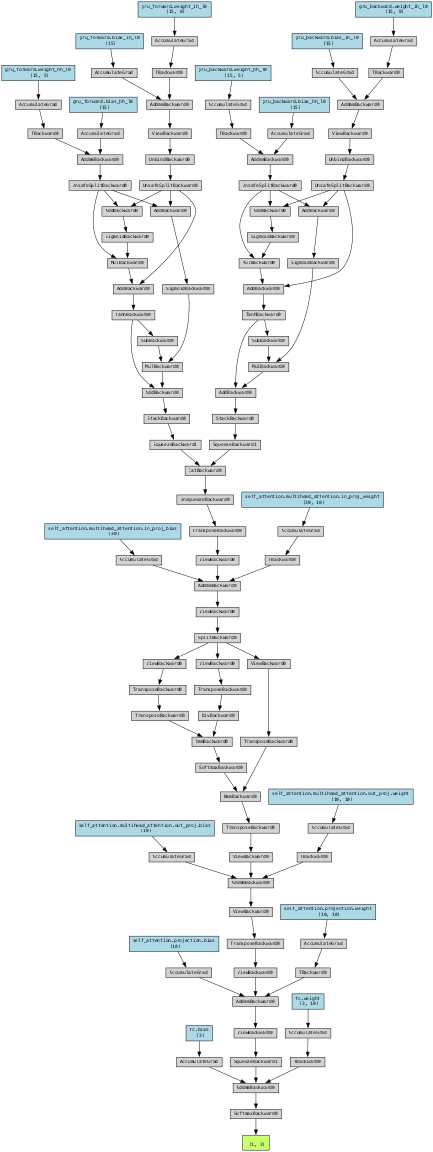 gru_forward.weight_ih_l0
(15, 8)
gru_backward.weight_ih_l0
(15, 8)
gru_forward.bias_ih_l0
(15)
AccumulateGrad
gru_backward.bias_ih_l0
(15)
AccumulateGrad
gru_forward.weight_hh_l0
(15, 5)
AccumulateGrad
TBackward0
gru_backward.weight_hh_l0
(15, 5)
AccumulateGrad
TBackward0
AccumulateGrad
gru_forward.bias_hh_l0
(15)
AddmmBackward0
AccumulateGrad
gru_backward.bias_hh_l0
(15)
AddmmBackward0
TBackward0
AccumulateGrad
ViewBackward0
TBackward0
AccumulateGrad
ViewBackward0
AddmmBackward0
UnbindBackward0
AddmmBackward0
UnbindBackward0
UnsafeSplitBackward0
UnsafeSplitBackward0
UnsafeSplitBackward0
UnsafeSplitBackward0
AddBackward0
AddBackward0
AddBackward0
AddBackward0
SigmoidBackward0
SigmoidBackward0
MulBackward0
MulBackward0
SigmoidBackward0
AddBackward0
SigmoidBackward0
AddBackward0
TanhBackward0
TanhBackward0
SubBackward0
SubBackward0
MulBackward0
MulBackward0
AddBackward0
AddBackward0
StackBackward0
StackBackward0
SqueezeBackward1
SqueezeBackward1
CatBackward0
UnsqueezeBackward0
self_attention.multihead_attention.in_proj_weight
(30, 10)
self_attention.multihead_attention.in_proj_bias
(30)
TransposeBackward0
AccumulateGrad
AccumulateGrad
ViewBackward0
TBackward0
AddmmBackward0
ViewBackward0
SplitBackward0
ViewBackward0
ViewBackward0
ViewBackward0
TransposeBackward0
TransposeBackward0
TransposeBackward0
DivBackward0
BmmBackward0
TransposeBackward0
SoftmaxBackward0
BmmBackward0
self_attention.multihead_attention.out_proj.weight
(10, 10)
self_attention.multihead_attention.out_proj.bias
(10)
TransposeBackward0
AccumulateGrad
AccumulateGrad
ViewBackward0
TBackward0
AddmmBackward0
ViewBackward0
self_attention.projection.weight
(10, 10)
self_attention.projection.bias
(10)
TransposeBackward0
AccumulateGrad
AccumulateGrad
ViewBackward0
TBackward0
AddmmBackward0
fc.weight
(3, 10)
fc.bias
(3)
ViewBackward0
AccumulateGrad
AccumulateGrad
SqueezeBackward1
TBackward0
AddmmBackward0
SoftmaxBackward0
(1, 3)